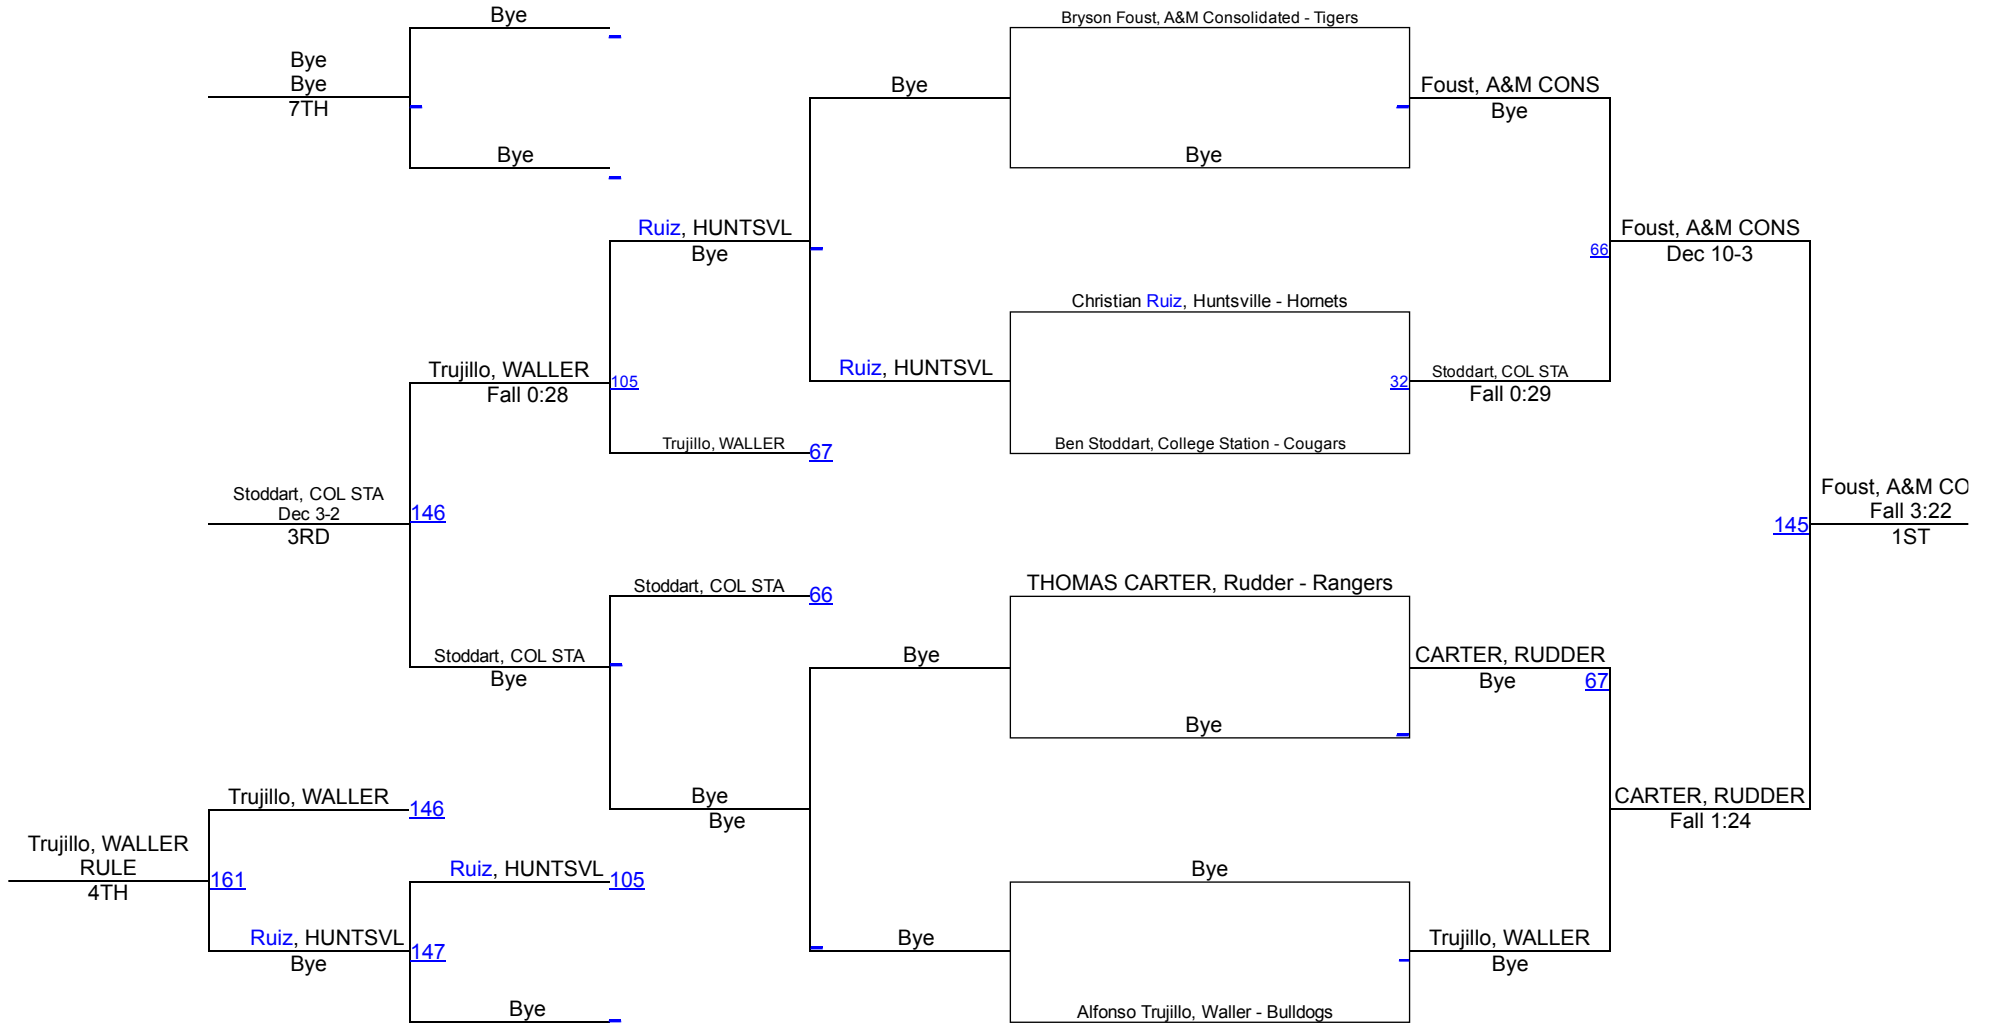 Bye
Bryson Foust, A&M Consolidated - Tigers
Bye
Bye
7TH
Bye
Foust, A&M CONS
Bye
Bye
Bye
Ruiz, HUNTSVL
Bye
Foust, A&M CONS
Dec 10-3
66
Christian Ruiz, Huntsville - Hornets
Trujillo, WALLER
Fall 0:28
105
Ruiz, HUNTSVL
32
Stoddart, COL STA
Fall 0:29
Trujillo, WALLER
67
Ben Stoddart, College Station - Cougars
Stoddart, COL STA
Dec 3-2
3RD
146
Foust, A&M CO
Fall 3:22
1ST
145
Stoddart, COL STA
66
THOMAS CARTER, Rudder - Rangers
Stoddart, COL STA
Bye
Bye
CARTER, RUDDER
Bye
67
Bye
Trujillo, WALLER
146
Bye
Bye
CARTER, RUDDER
Fall 1:24
Trujillo, WALLER
RULE
4TH
161
Ruiz, HUNTSVL
105
Bye
Ruiz, HUNTSVL
Bye
147
Bye
Trujillo, WALLER
Bye
Bye
Alfonso Trujillo, Waller - Bulldogs